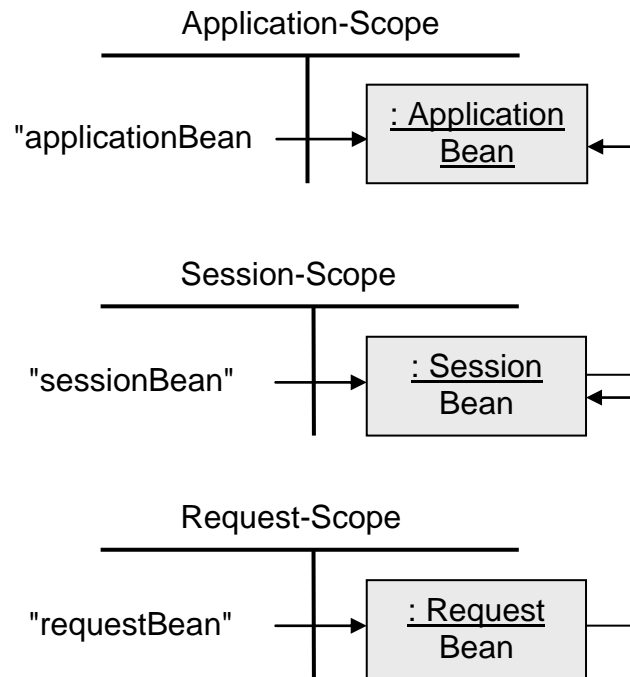 Application-Scope
"applicationBean
: Application
Bean
Session-Scope
"sessionBean"
: Session
Bean
Request-Scope
"requestBean"
: Request
Bean